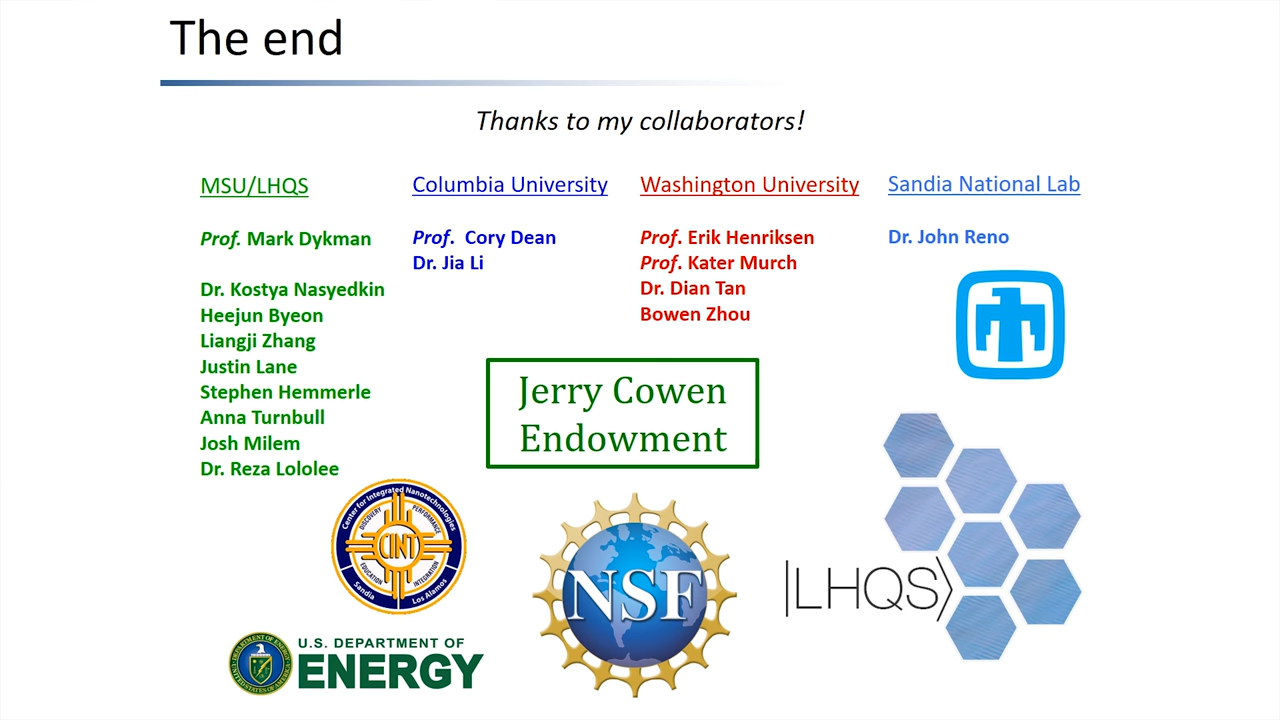 The end
Thanks to my collaborators!
MSU/LHQS
Prof. Mark Dykman
Dr. Kostya Nasyedkin
Heejun Byeon
Liangji Zhang
Justin Lane
Stephen Hemmerle
Anna Turnbull
Josh Milem
Dr. Reza Lololee
Columbia University
Prof. Cory Dean
Dr. Jia Li
Washington University
Prof. Erik Henriksen
Prof. Kater Murch
Dr. Dian Tan
Bowen Zhou
Sandia National Lab
Dr. John Reno
Jerry Cowen
Endowment
Center for Integrated Nanotechnologies
DISCOVERY
PERFORMANCE
CINT
EDUCATION
INTEGRATION
Sandia
Los Alamos
NSF
|LHQS⟩
U.S. DEPARTMENT OF
ENERGY